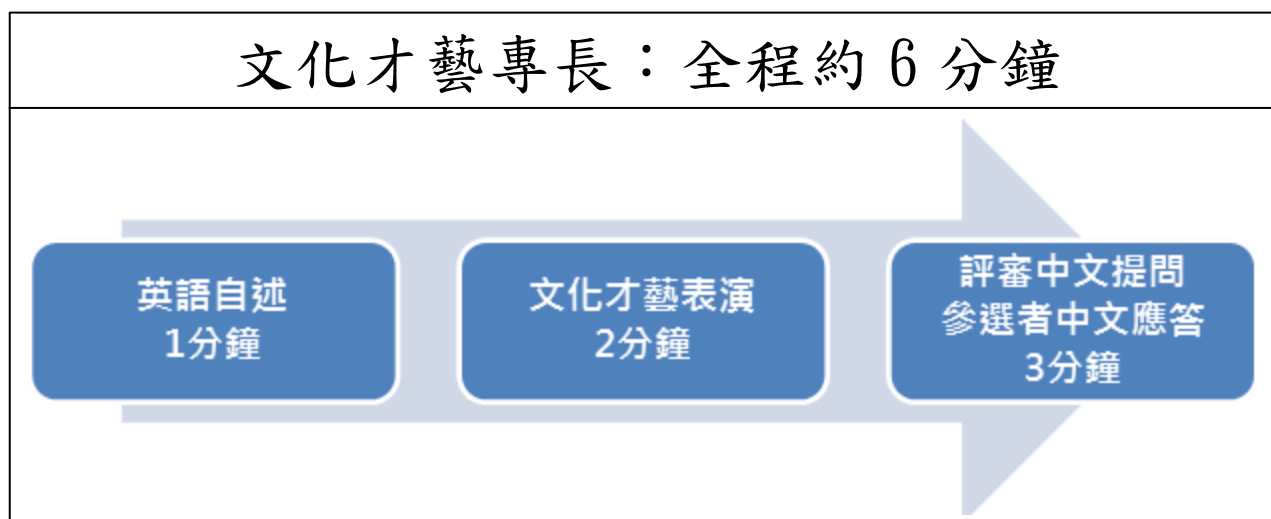 文化才藝專長：全程約 6 分鐘
英語自述
1分鐘
文化才藝表演
2分鐘
評審中文提問
參選者中文應答
3分鐘